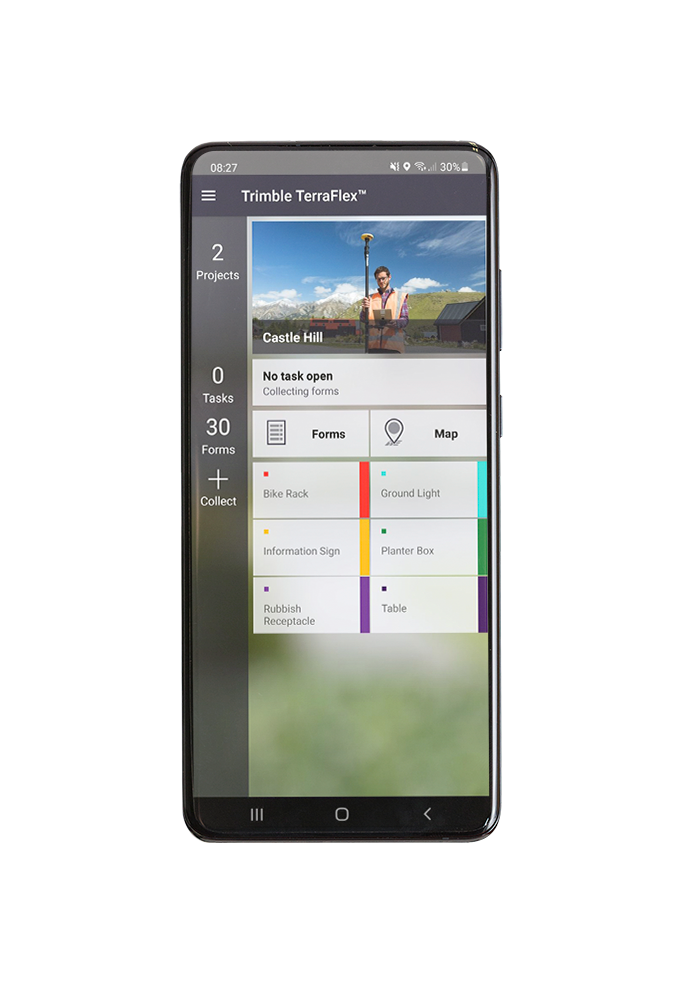 08:27 30%
Trimble TerraFlex™
2
Projects
0
Tasks
30
Forms
Collect
Castle Hill
No task open
Collecting forms
Forms Map
Bike Rack Ground Light
Information Sign Planter Box
Rubbish Table
Receptacle